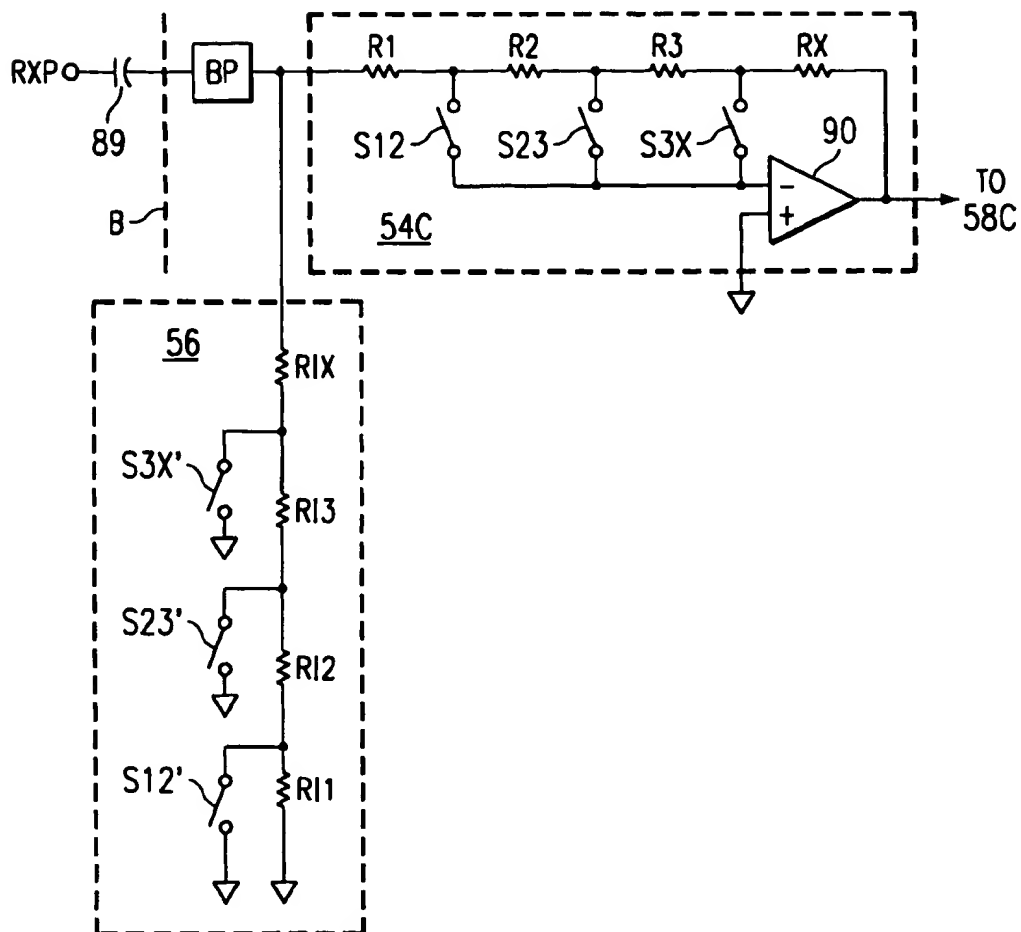 R1 R2 R3 RX
RXP
BP
89
S12 S23 S3X
90
B
54C
TO
58C
-
+
56
RIX
S3X'
RI3
S23'
RI2
S12'
RI1